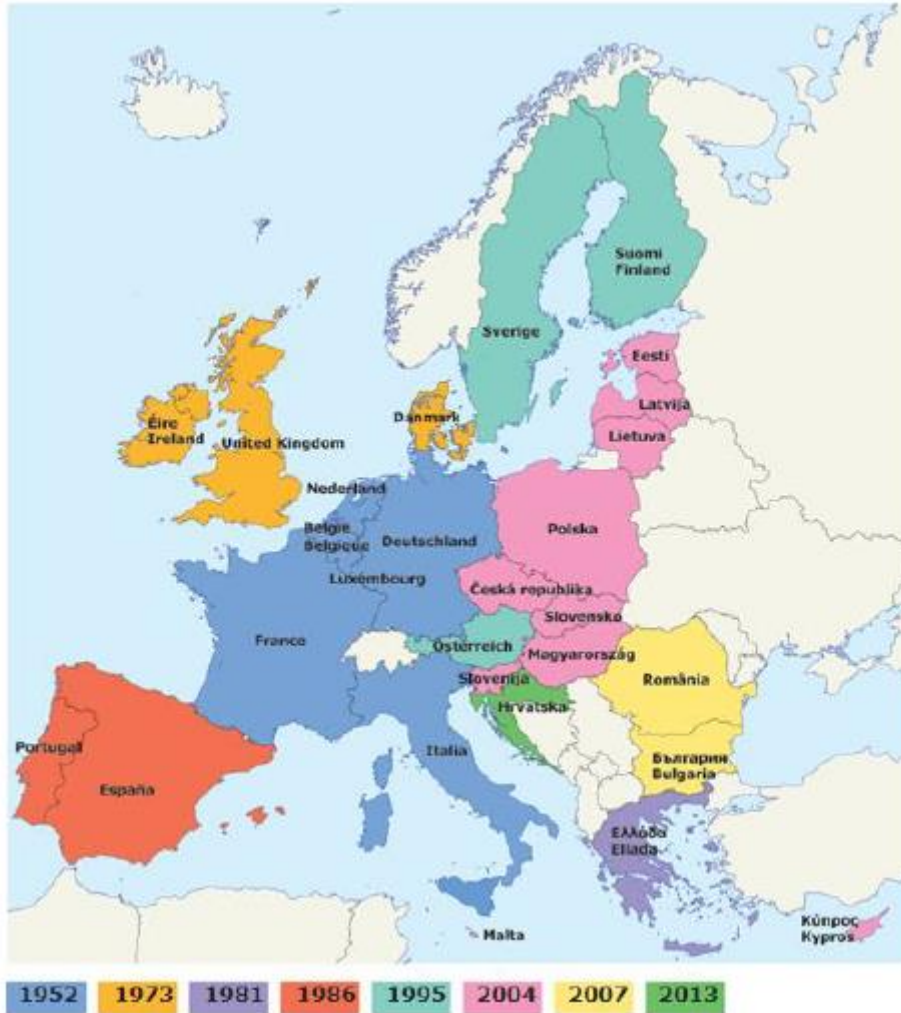 Suomi
Finland
Sverige
Eesti
Latvija
Lietuva
Danmark
Éire
Ireland
United Kingdom
Nederland
België
Belgique
Deutschland
Polska
Luxembourg
Česká republika
Slovensko
France
Österreich
Magyarország
Slovenija
România
Hrvatska
Portugal
Italia
България
Bulgaria
España
Ελλάδα
Ellada
Κύπρος
Kypros
Malta
1952 1973 1981 1986 1995 2004 2007 2013